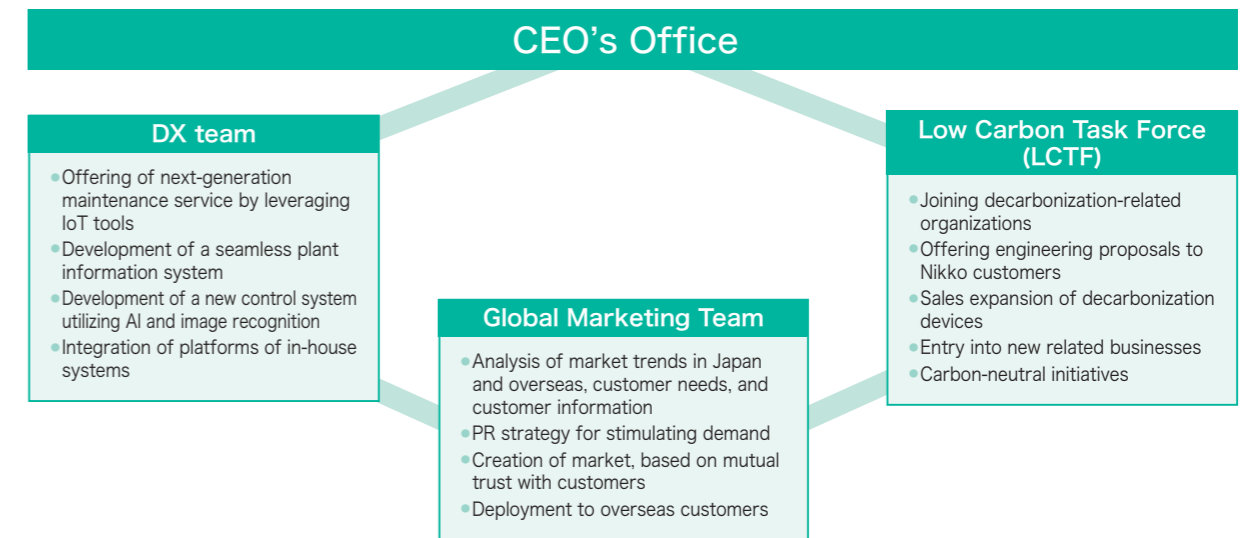 CEO’s Office
DX team
•Offering of next-generation
maintenance service by leveraging
IoT tools
•Development of a seamless plant
information system
•Development of a new control system
utilizing AI and image recognition
•Integration of platforms of in-house
systems
Global Marketing Team
•Analysis of market trends in Japan
and overseas, customer needs, and
customer information
•PR strategy for stimulating demand
•Creation of market, based on mutual
trust with customers
•Deployment to overseas customers
Low Carbon Task Force
(LCTF)
•Joining decarbonization-related
organizations
•Offering engineering proposals to
Nikko customers
•Sales expansion of decarbonization
devices
•Entry into new related businesses
•Carbon-neutral initiatives